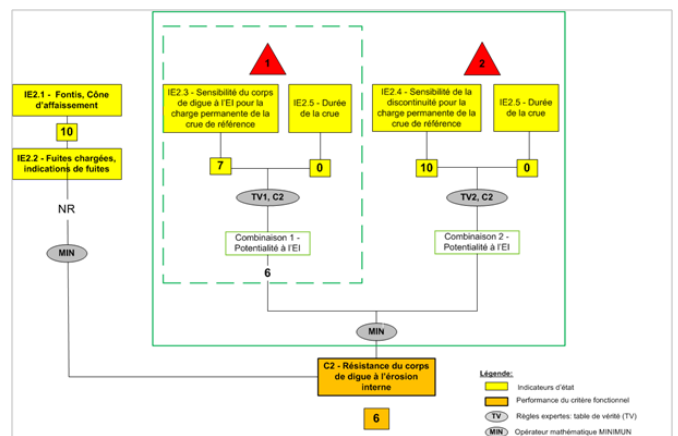 1
2
IE2.1 - Fontis, Cône
d'affaissement
10
IE2.2 - Fuites chargées,
indications de fuites
NR
MIN
IE2.3 - Sensibilité du corps
de digue à l'EI pour la
charge permanente de la
crue de référence
IE2.5 - Durée
de la crue
7
0
TV1, C2
Combinaison 1 -
Potentialité à l'EI
6
IE2.4 - Sensibilité de la
discontinuité pour la
charge permanente de la
crue de référence
IE2.5 - Durée
de la crue
10
0
TV2, C2
Combinaison 2 -
Potentialité à l'EI
MIN
C2 - Résistance du corps
de digue à l'érosion
interne
6
Légende:
Indicateurs d'état
Performance du critère fonctionnel
TV
Règles expertes: table de vérité (TV)
MIN
Opérateur mathématique MINIMUN